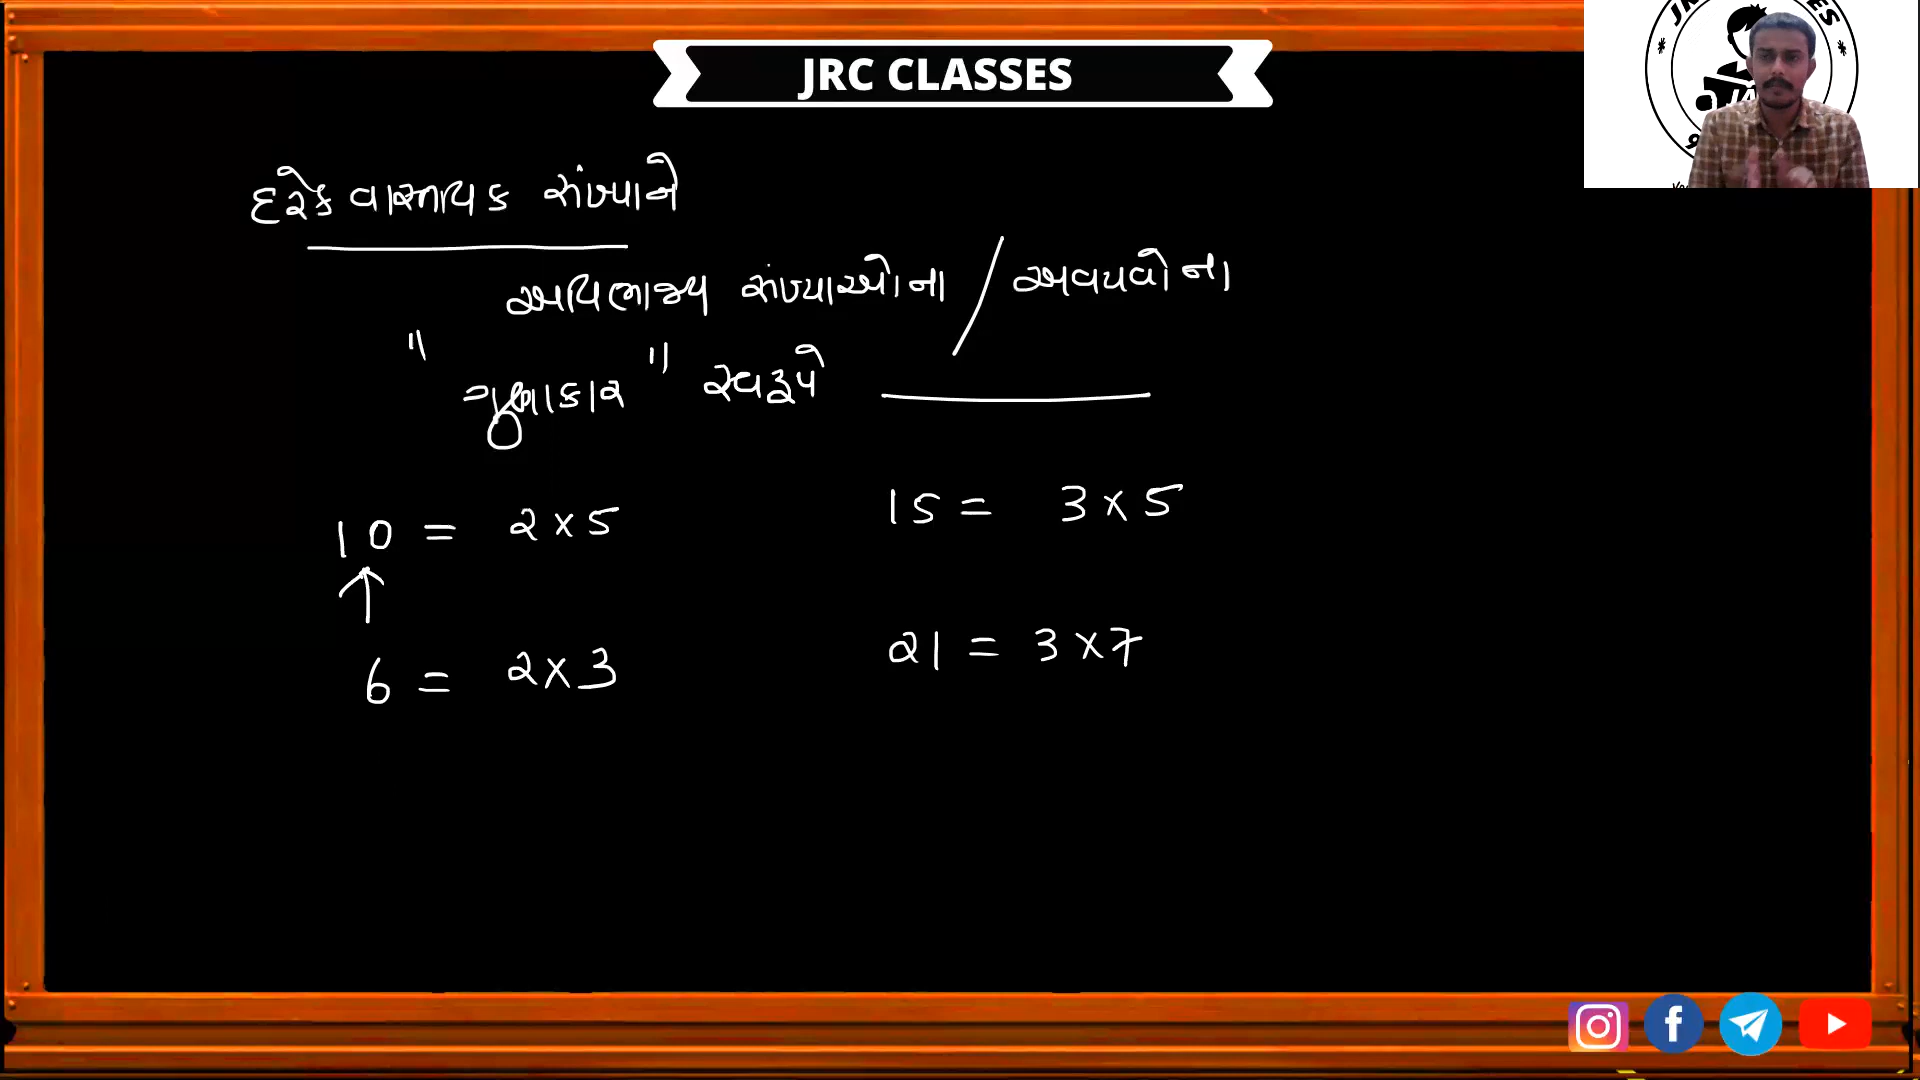 JRC CLASSES
દરેક વાસ્તવિક સંખ્યાને
અવિભાજ્ય સંખ્યાઓના / અવયવોના
" ગુણાકાર " સ્વરૂપે
10 = 2 × 5
15 = 3 × 5
6 = 2 × 3
21 = 3 × 7